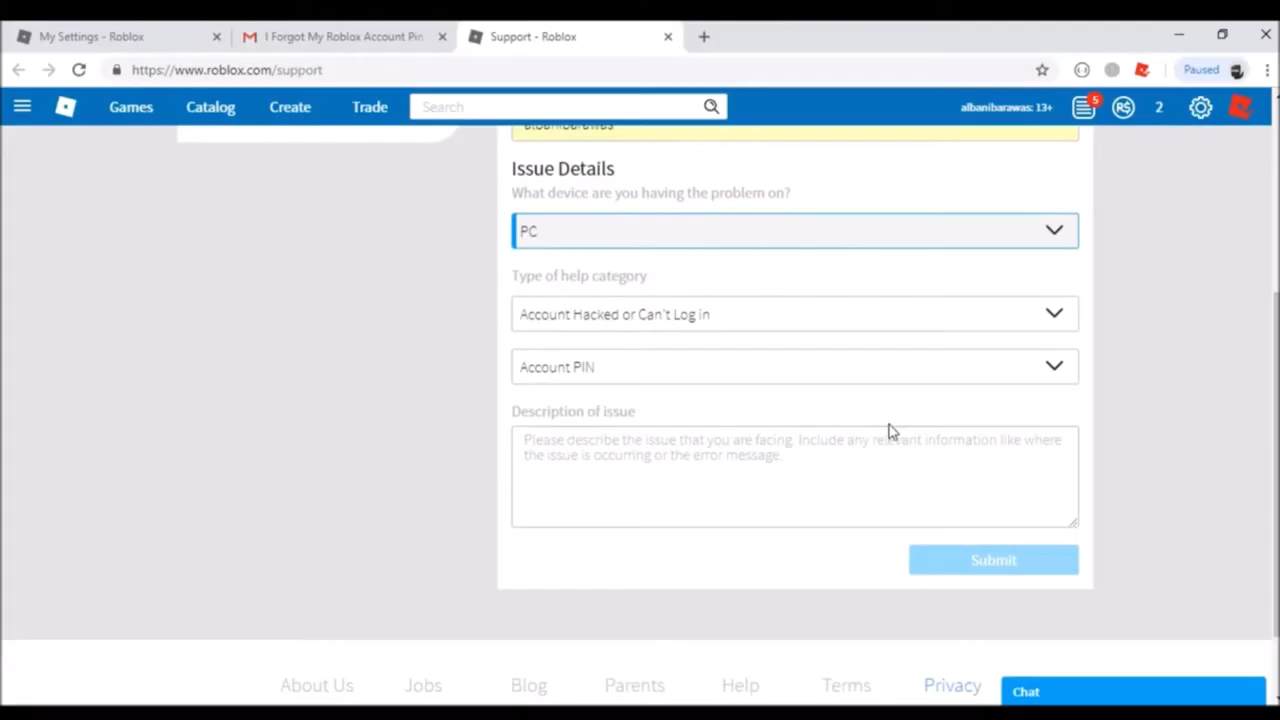 My Settings - Roblox
I Forgot My Roblox Account Pin
Support - Roblox
https://www.roblox.com/support
Paused
Games
Catalog
Create
Trade
Search
albanibarawas: 13+
5
R$
2
albanibarawas
Issue Details
What device are you having the problem on?
PC
Type of help category
Account Hacked or Can't Log in
Account PIN
Description of issue
Please describe the issue that you are facing. Include any relevant information like where
the issue is occurring or the error message.
Submit
About Us
Jobs
Blog
Parents
Help
Terms
Privacy
Chat